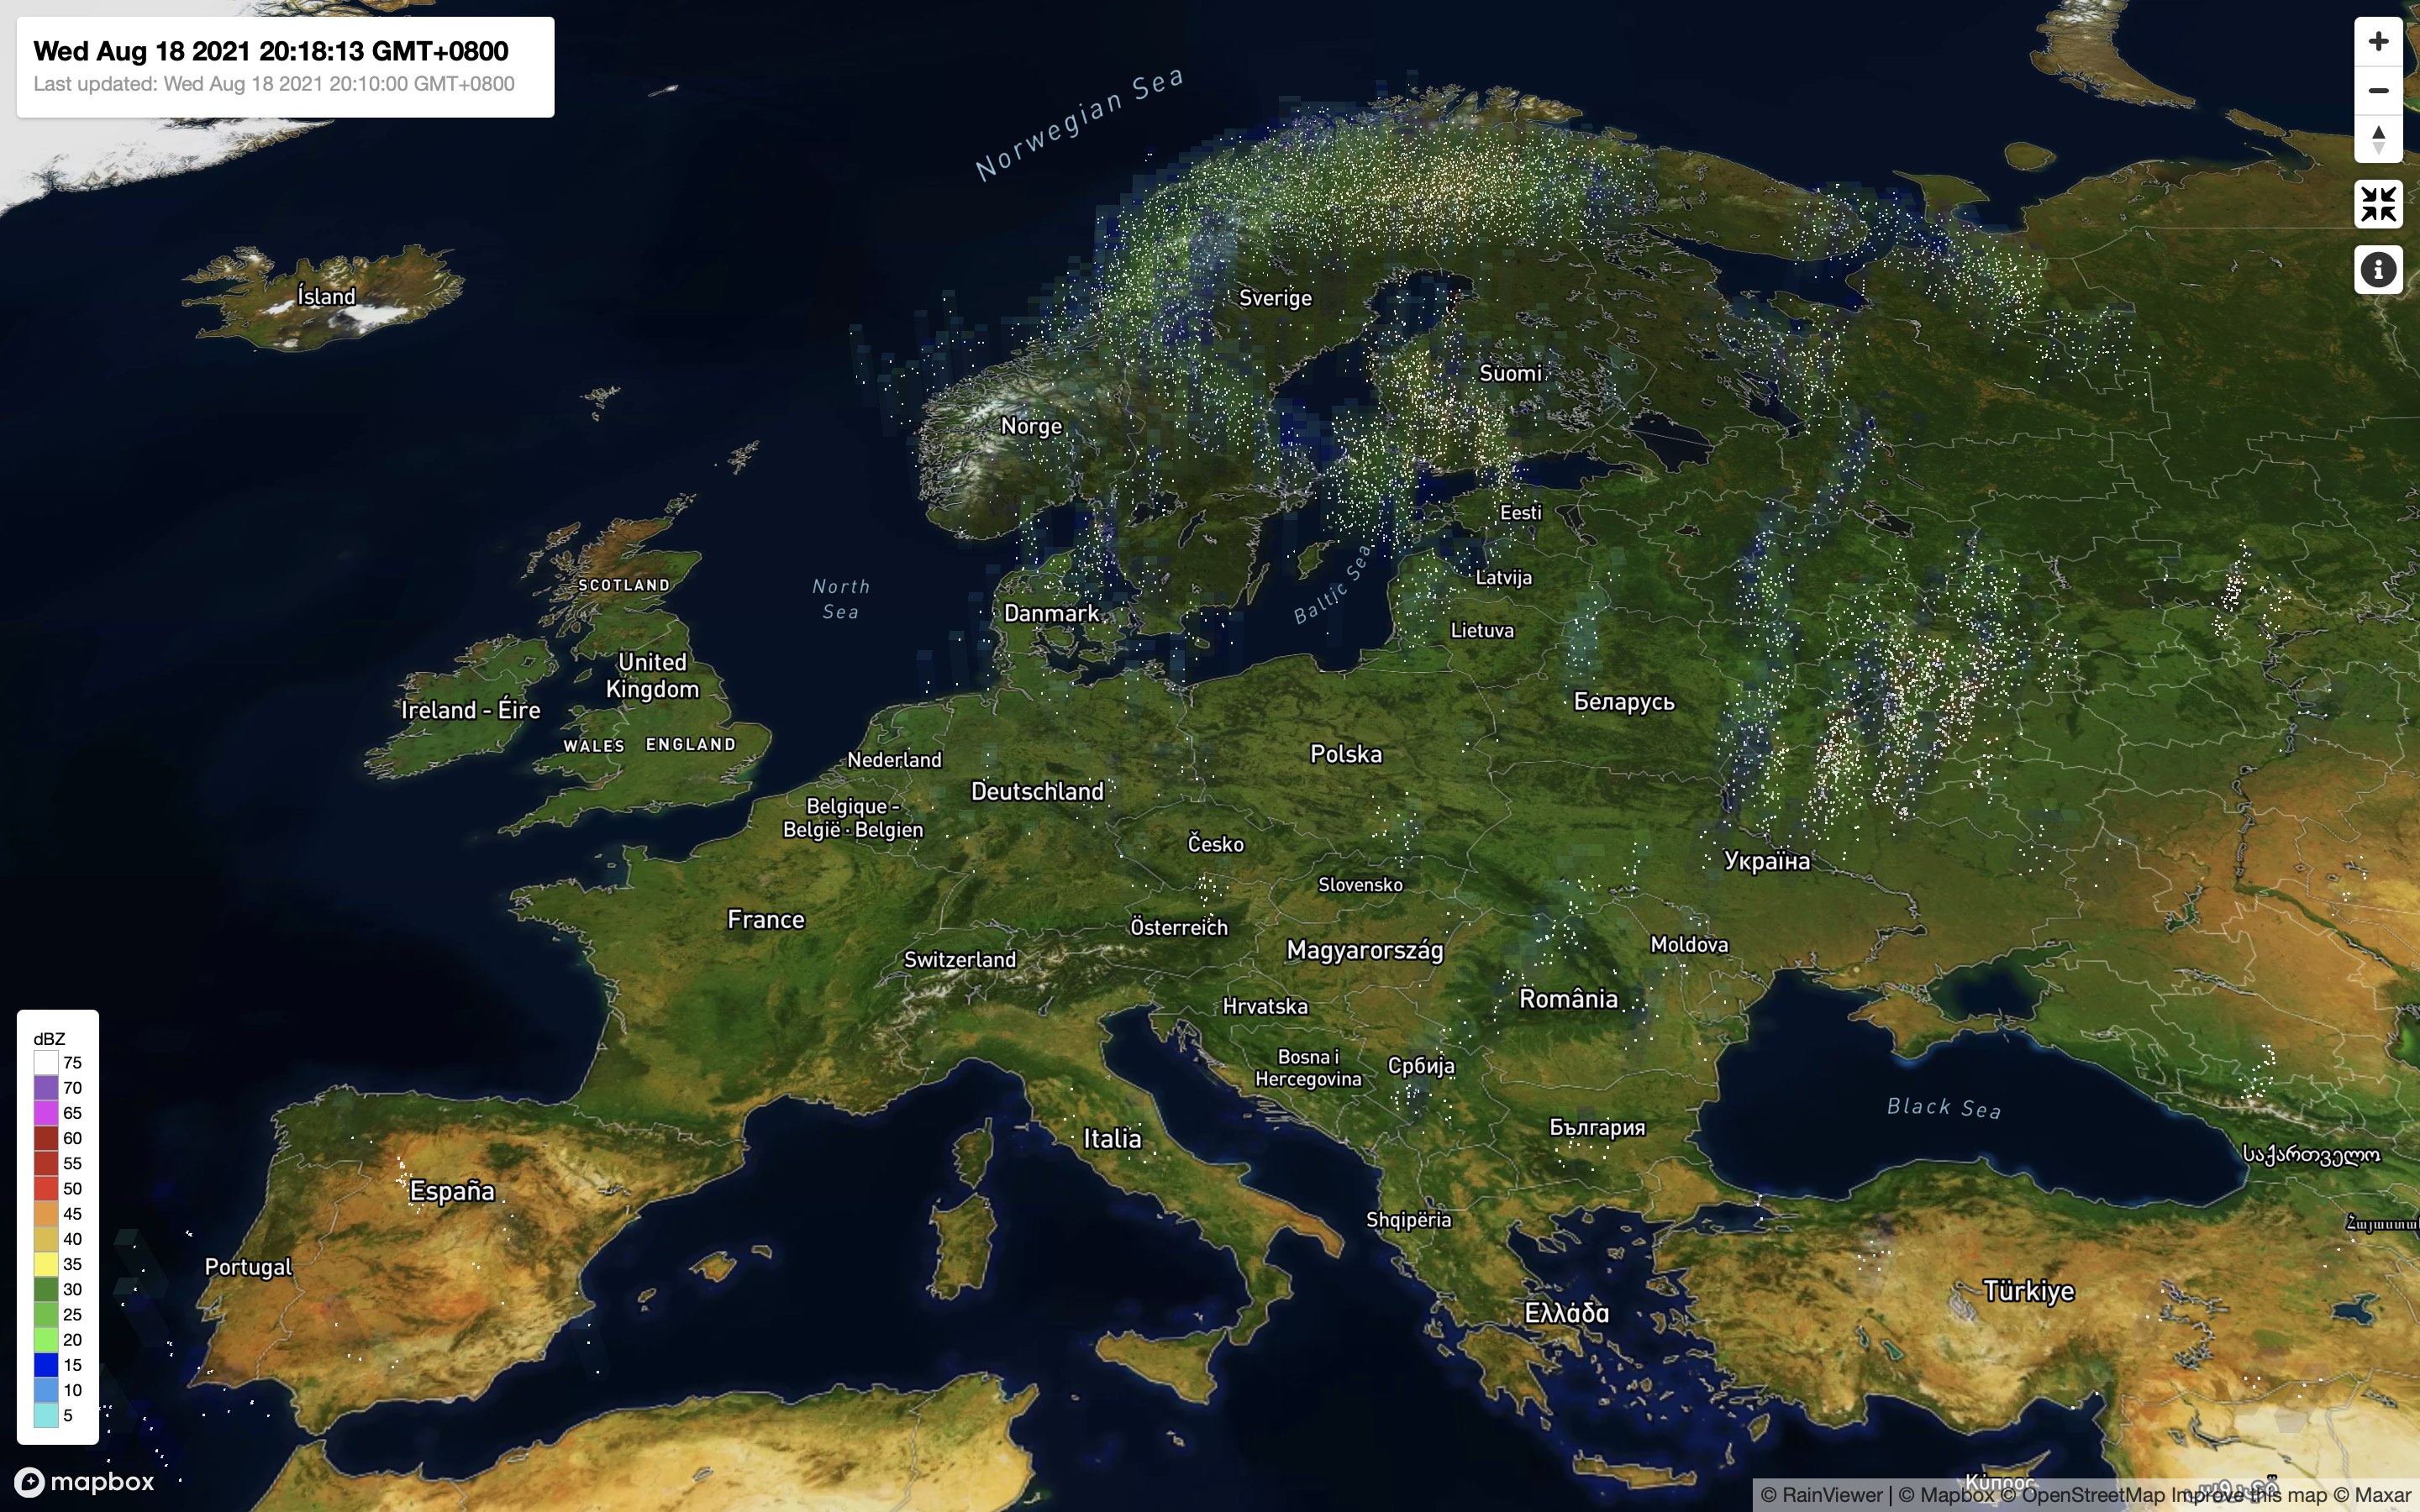 Wed Aug 18 2021 20:18:13 GMT+0800
Last updated: Wed Aug 18 2021 20:10:00 GMT+0800
Norwegian Sea
Ísland
Sverige
Suomi
Norge
Eesti
SCOTLAND
North
Sea
Baltic Sea
Latvija
Danmark
Lietuva
United
Kingdom
Ireland - Éire
Беларусь
WALES
ENGLAND
Nederland
Polska
Deutschland
Belgique -
België · Belgien
Česko
Україна
Slovensko
France
Österreich
Moldova
Magyarország
Switzerland
România
Hrvatska
Bosna i
Hercegovina
Србија
Black Sea
България
Italia
საქართველო
España
Shqipëria
Portugal
Türkiye
Ελλάδα
dBZ
75
70
65
60
55
50
45
40
35
30
25
20
15
10
5
mapbox
Κύπρος
© RainViewer | © Mapbox © OpenStreetMap Improve this map © Maxar